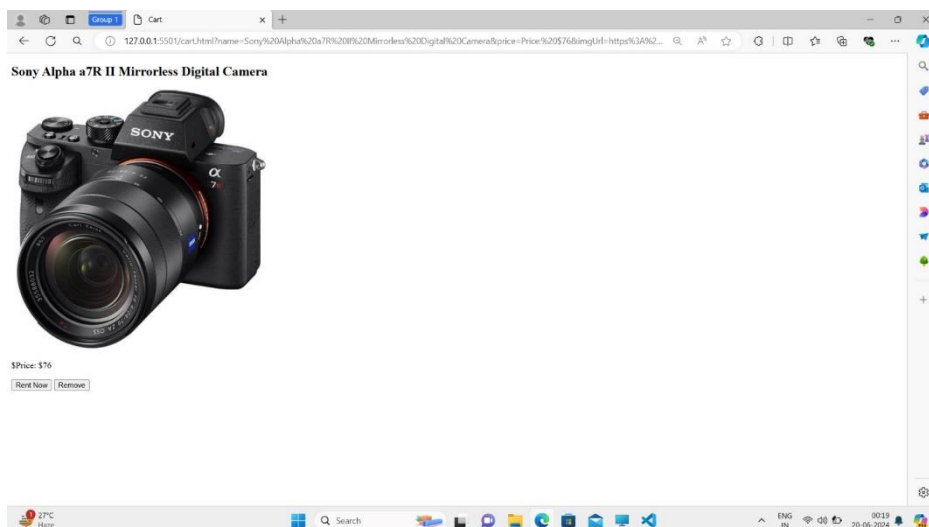 Group 1
Cart
127.0.0.1:5501/cart.html?name=Sony%20Alpha%20a7R%20II%20Mirrorless%20Digital%20Camera&price=Price:%20$76&imgUrl=https%3A%2...
Sony Alpha a7R II Mirrorless Digital Camera
SONY
α
7R
$Price: $76
Rent Now Remove
27°C
Haze
Search
ENG
IN
00:19
20-06-2024